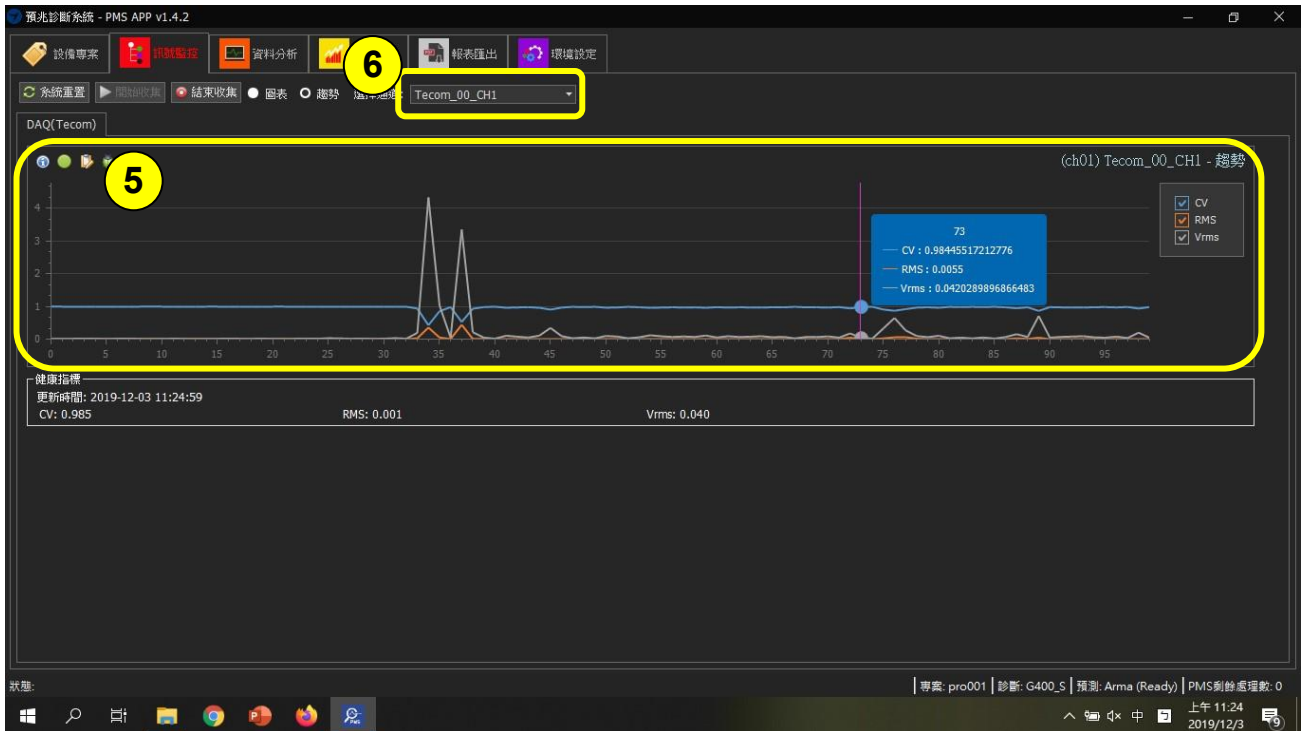 預兆診斷系統 - PMS APP v1.4.2
設備專案
訊號監控
資料分析
報表匯出
環境設定
6
系統重置
開始收集
結束收集
圖表
趨勢
選擇通道:
Tecom_00_CH1
DAQ(Tecom)
5
(ch01) Tecom_00_CH1 - 趨勢
CV
RMS
Vrms
73
CV : 0.98445517212776
RMS : 0.0055
Vrms : 0.0420289896866483
4
3
2
1
0
0 5 10 15 20 25 30 35 40 45 50 55 60 65 70 75 80 85 90 95
健康指標
更新時間: 2019-12-03 11:24:59
CV: 0.985 RMS: 0.001 Vrms: 0.040
狀態:
專案: pro001 診斷: G400_S 預測: Arma (Ready) PMS剩餘處理數: 0
中
上午 11:24
2019/12/3
9